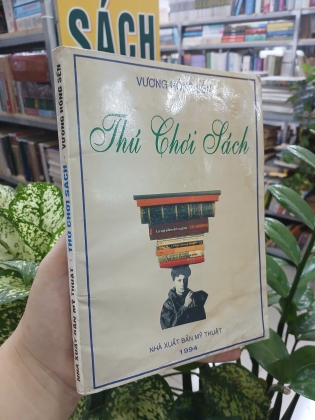 SÁCH
VƯƠNG HỒNG SỂN
Thú Chơi Sách
NHÀ XUẤT BẢN MỸ THUẬT
1994
NHÀ XUẤT BẢN MỸ THUẬT · THÚ CHƠI SÁCH · VƯƠNG HỒNG SỂN